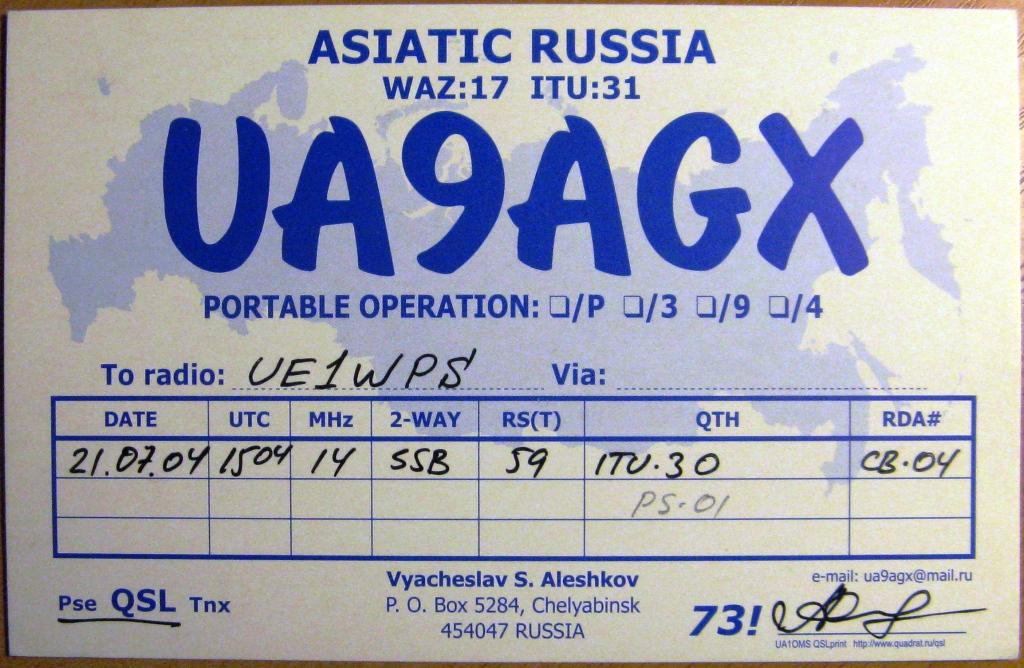 ASIATIC RUSSIA
WAZ:17 ITU:31
UA9AGX
PORTABLE OPERATION: ❑/P ❑/3 ❑/9 ❑/4
To radio: UE1WPS Via:
DATE UTC MHz 2-WAY RS(T) QTH RDA#
21.07.04 1504 14 SSB 59 ITU.30 CB.04
PS.01
Vyacheslav S. Aleshkov
e-mail: ua9agx@mail.ru
Pse QSL Tnx
P. O. Box 5284, Chelyabinsk
73!
454047 RUSSIA
UA1OMS QSLprint http://www.quadrat.ru/qsl